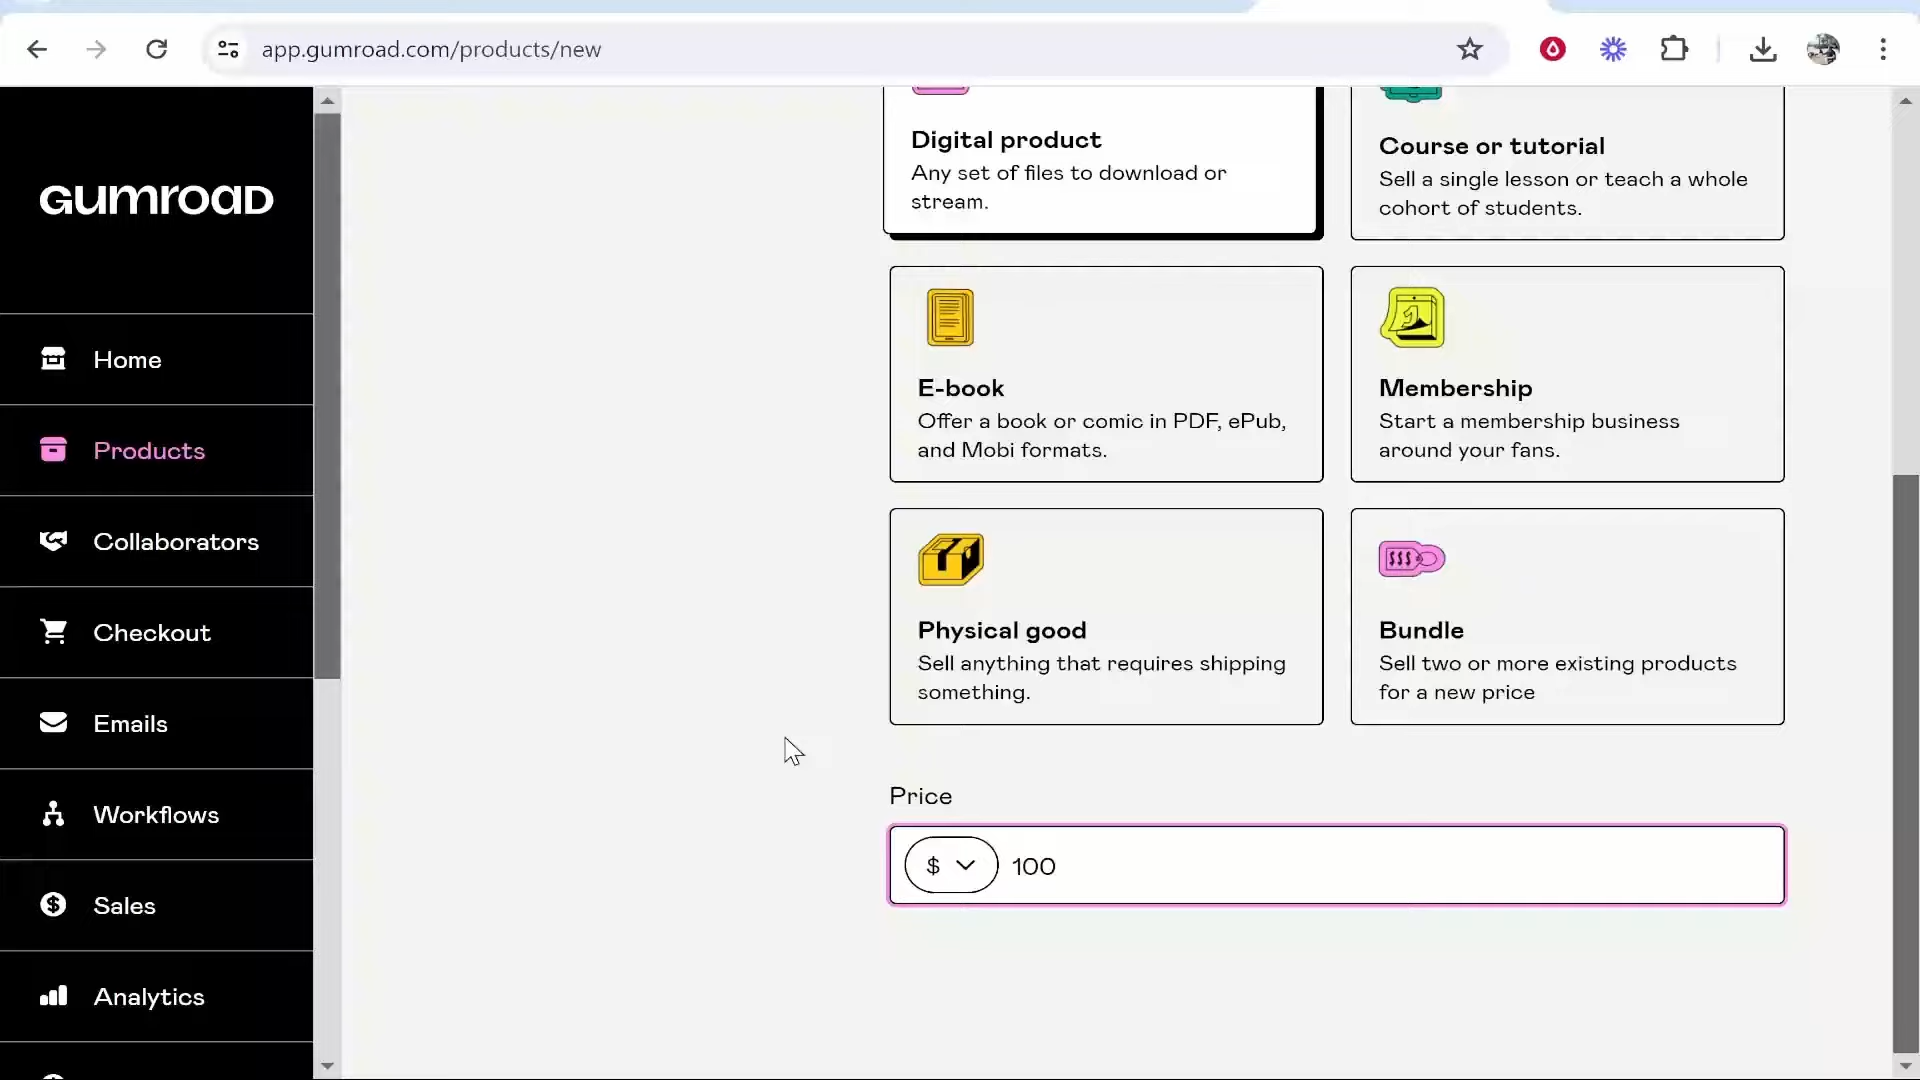 app.gumroad.com/products/new
GUMROAD
Home
Products
Collaborators
Checkout
Emails
Workflows
Sales
Analytics
Digital product
Any set of files to download or
stream.
Course or tutorial
Sell a single lesson or teach a whole
cohort of students.
E-book
Offer a book or comic in PDF, ePub,
and Mobi formats.
Membership
Start a membership business
around your fans.
Physical good
Sell anything that requires shipping
something.
Bundle
Sell two or more existing products
for a new price
Price
$ 100